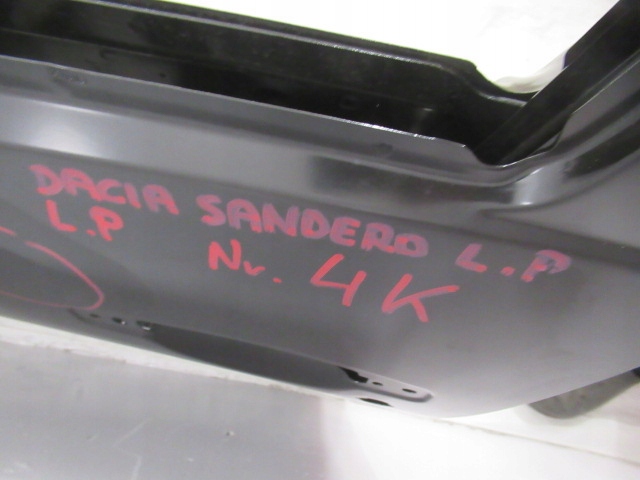 DACIA SANDERO L.P
L.P
Nr. 4K